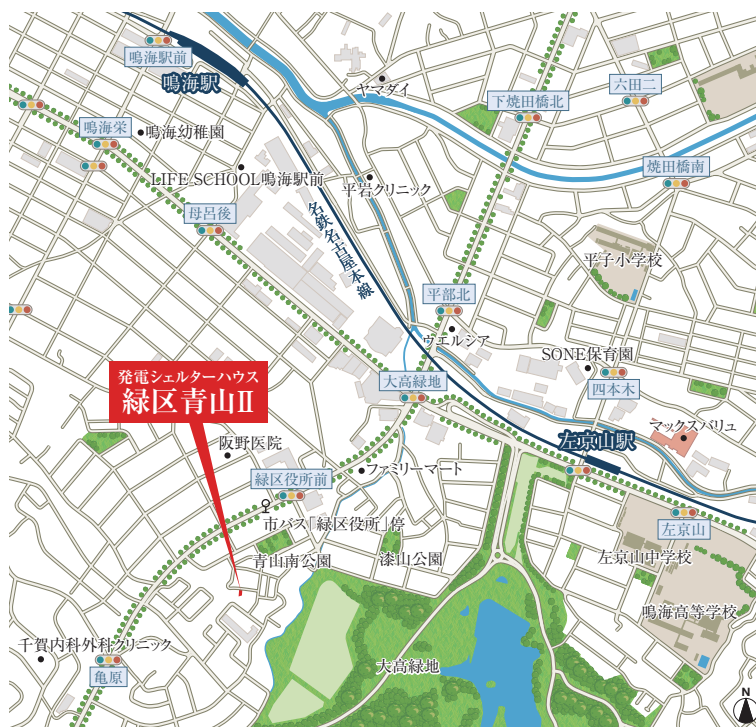 鳴海駅前
鳴海駅
ヤマダイ
六田二
下焼田橋北
鳴海栄
鳴海幼稚園
LIFE SCHOOL鳴海駅前
平岩クリニック
焼田橋南
母呂後
名鉄名古屋本線
平子小学校
平部北
ウエルシア
SONE保育園
発電シェルターハウス
緑区青山II
大高緑地
四本木
マックスバリュ
阪野医院
左京山駅
緑区役所前
ファミリーマート
市バス「緑区役所」停
左京山
青山南公園
漆山公園
左京山中学校
鳴海高等学校
千賀内科外科クリニック
大高緑地
亀原
N